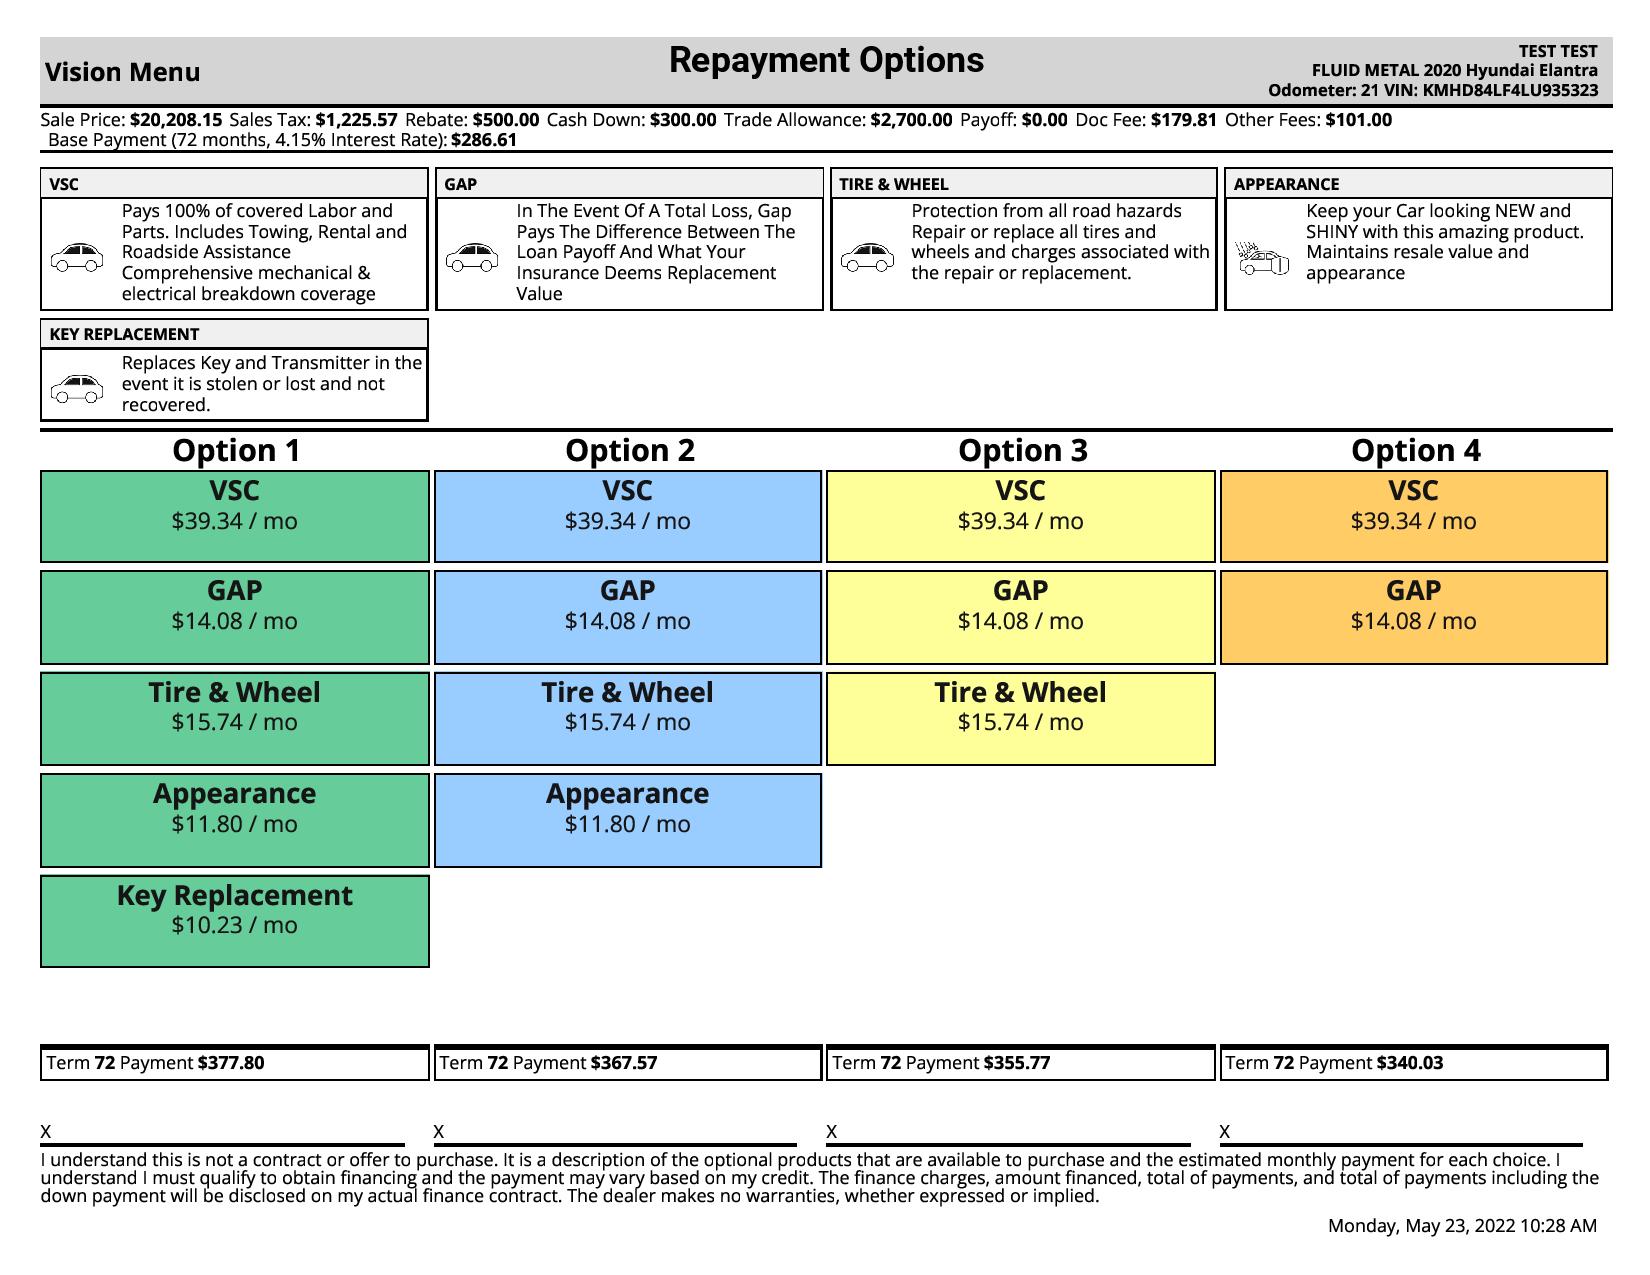 Vision Menu
Repayment Options
TEST TEST
FLUID METAL 2020 Hyundai Elantra
Odometer: 21 VIN: KMHD84LF4LU935323
Sale Price: $20,208.15 Sales Tax: $1,225.57 Rebate: $500.00 Cash Down: $300.00 Trade Allowance: $2,700.00 Payoff: $0.00 Doc Fee: $179.81 Other Fees: $101.00
Base Payment (72 months, 4.15% Interest Rate): $286.61
VSC
Pays 100% of covered Labor and
Parts. Includes Towing, Rental and
Roadside Assistance
Comprehensive mechanical &
electrical breakdown coverage
GAP
In The Event Of A Total Loss, Gap
Pays The Difference Between The
Loan Payoff And What Your
Insurance Deems Replacement
Value
TIRE & WHEEL
Protection from all road hazards
Repair or replace all tires and
wheels and charges associated with
the repair or replacement.
APPEARANCE
Keep your Car looking NEW and
SHINY with this amazing product.
Maintains resale value and
appearance
KEY REPLACEMENT
Replaces Key and Transmitter in the
event it is stolen or lost and not
recovered.
Option 1
VSC
$39.34 / mo
GAP
$14.08 / mo
Tire & Wheel
$15.74 / mo
Appearance
$11.80 / mo
Key Replacement
$10.23 / mo
Term 72 Payment $377.80
X
Option 2
VSC
$39.34 / mo
GAP
$14.08 / mo
Tire & Wheel
$15.74 / mo
Appearance
$11.80 / mo
Term 72 Payment $367.57
X
Option 3
VSC
$39.34 / mo
GAP
$14.08 / mo
Tire & Wheel
$15.74 / mo
Term 72 Payment $355.77
X
Option 4
VSC
$39.34 / mo
GAP
$14.08 / mo
Term 72 Payment $340.03
X
I understand this is not a contract or offer to purchase. It is a description of the optional products that are available to purchase and the estimated monthly payment for each choice. I
understand I must qualify to obtain financing and the payment may vary based on my credit. The finance charges, amount financed, total of payments, and total of payments including the
down payment will be disclosed on my actual finance contract. The dealer makes no warranties, whether expressed or implied.
Monday, May 23, 2022 10:28 AM